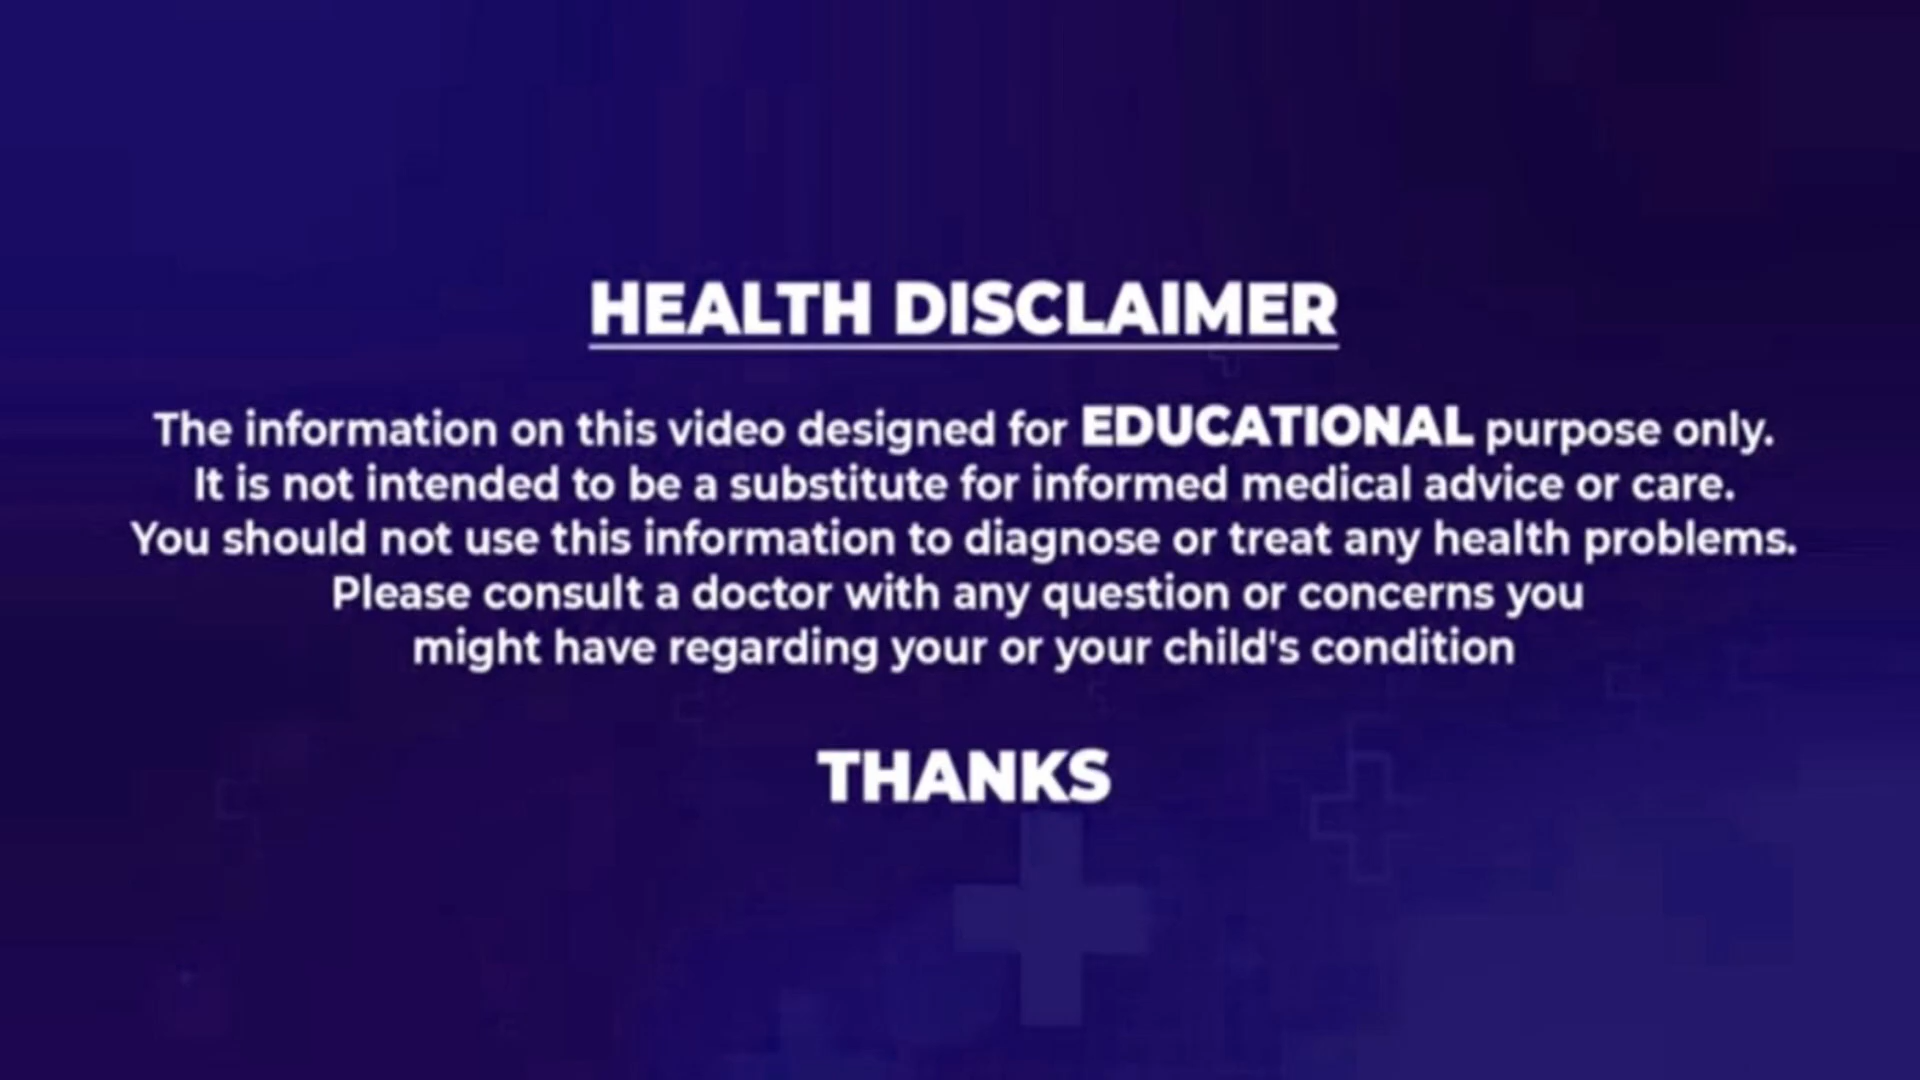 HEALTH DISCLAIMER
The information on this video designed for EDUCATIONAL purpose only.
It is not intended to be a substitute for informed medical advice or care.
You should not use this information to diagnose or treat any health problems.
Please consult a doctor with any question or concerns you
might have regarding your or your child's condition
THANKS